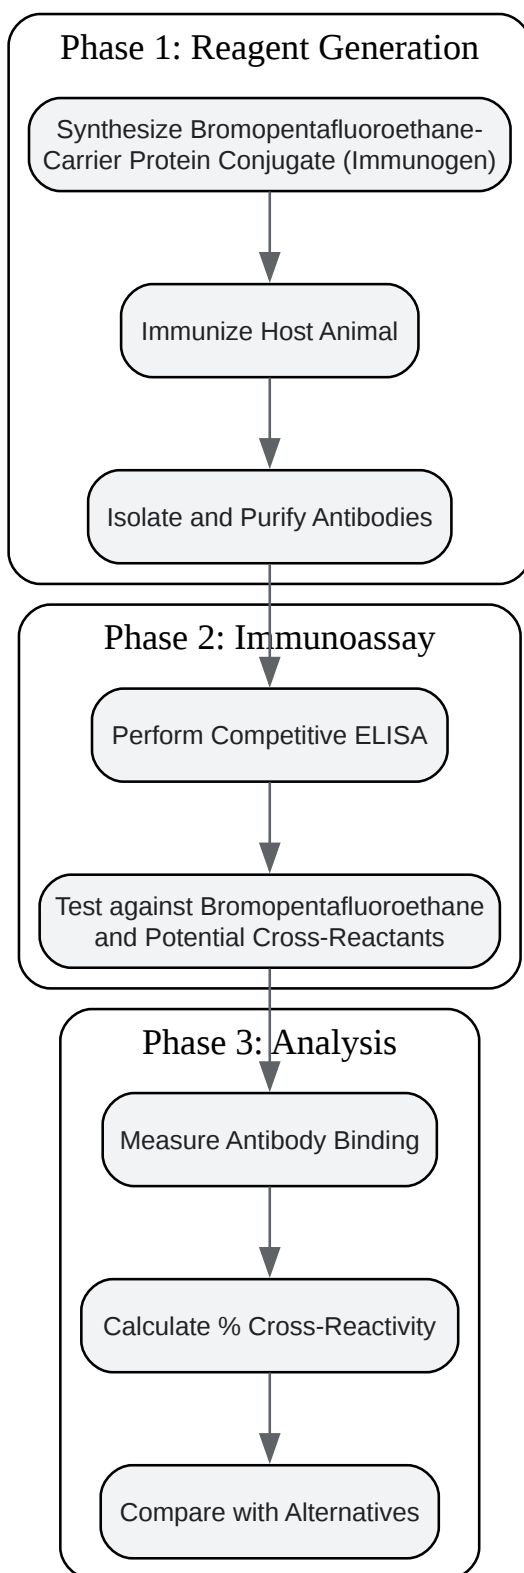 Phase 1: Reagent Generation
Synthesize Bromopentafluoroethane-
Carrier Protein Conjugate (Immunogen)
Immunize Host Animal
Isolate and Purify Antibodies
Phase 2: Immunoassay
Perform Competitive ELISA
Test against Bromopentafluoroethane
and Potential Cross-Reactants
Phase 3: Analysis
Measure Antibody Binding
Calculate % Cross-Reactivity
Compare with Alternatives